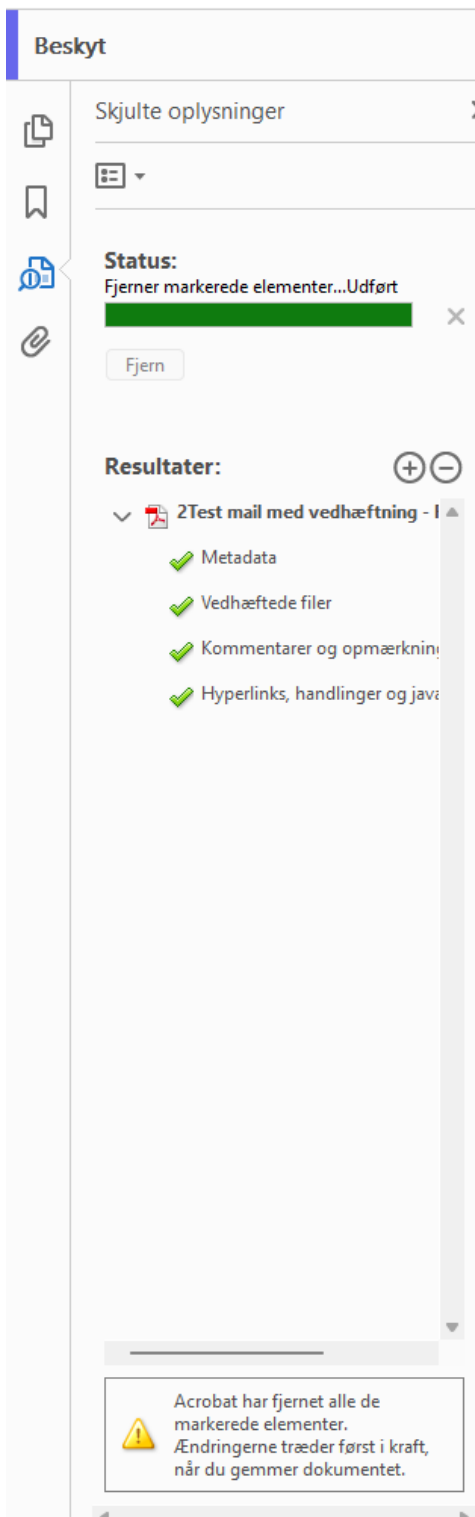 Beskyt
Skjulte oplysninger
Status:
Fjerner markerede elementer...Udført
Fjern
Resultater:
2Test mail med vedhæftning -
Metadata
Vedhæftede filer
Kommentarer og opmærkning
Hyperlinks, handlinger og java
Acrobat har fjernet alle de
markerede elementer.
Ændringerne træder først i kraft,
når du gemmer dokumentet.